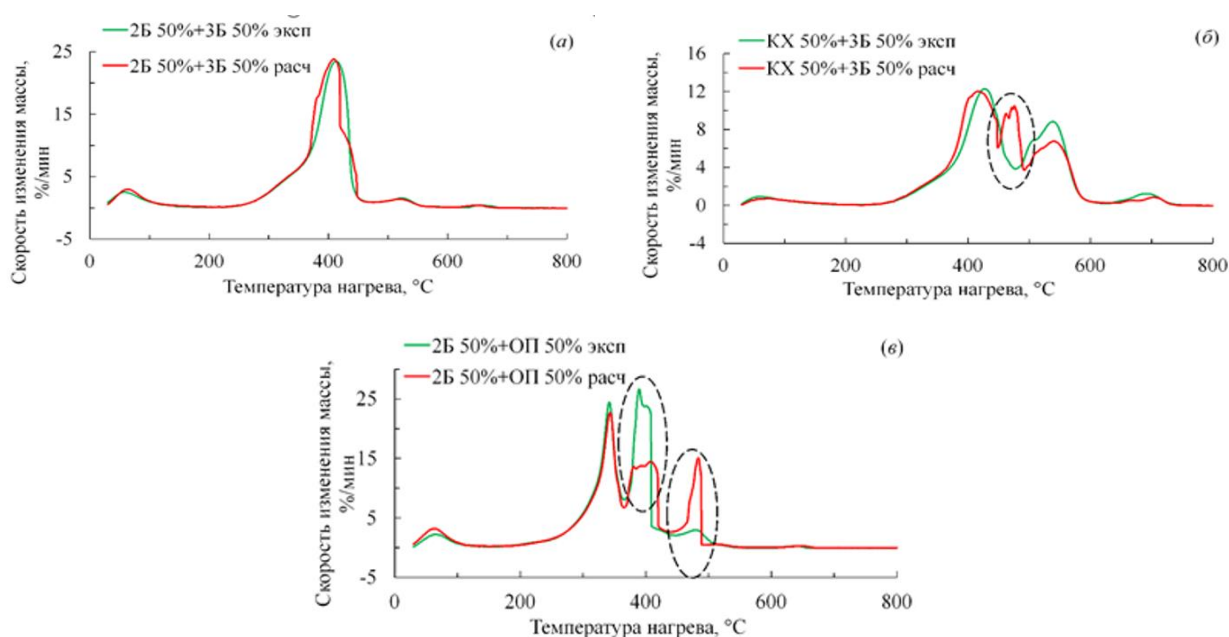 2Б 50%+3Б 50% эксп
2Б 50%+3Б 50% расч
(а)
Скорость изменения массы,
%/мин
25
15
5
-5
0
200
400
600
800
Температура нагрева, °С
КХ 50%+3Б 50% эксп
КХ 50%+3Б 50% расч
(б)
Скорость изменения массы,
%/мин
16
12
8
4
0
-4
0
200
400
600
800
Температура нагрева, °С
2Б 50%+ОП 50% эксп
2Б 50%+ОП 50% расч
(в)
Скорость изменения массы,
%/мин
25
15
5
-5
0
200
400
600
800
Температура нагрева, °С